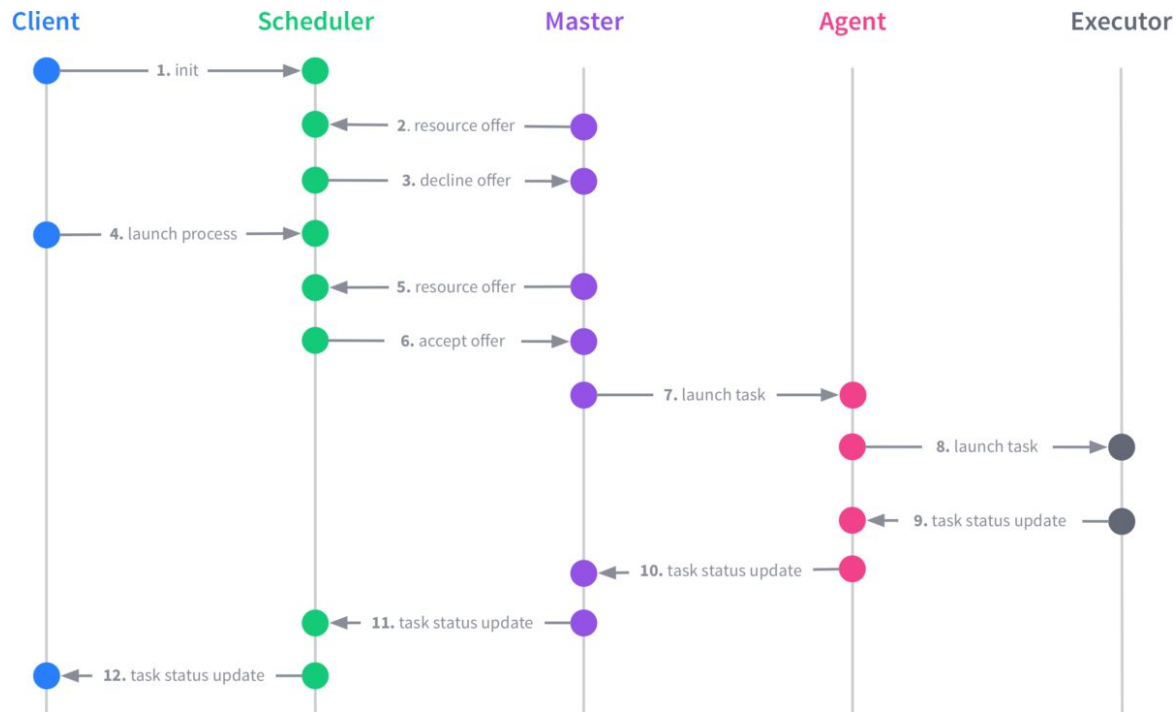 Client
Scheduler
Master
Agent
Executor
1. init
2. resource offer
3. decline offer
4. launch process
5. resource offer
6. accept offer
7. launch task
8. launch task
9. task status update
10. task status update
11. task status update
12. task status update